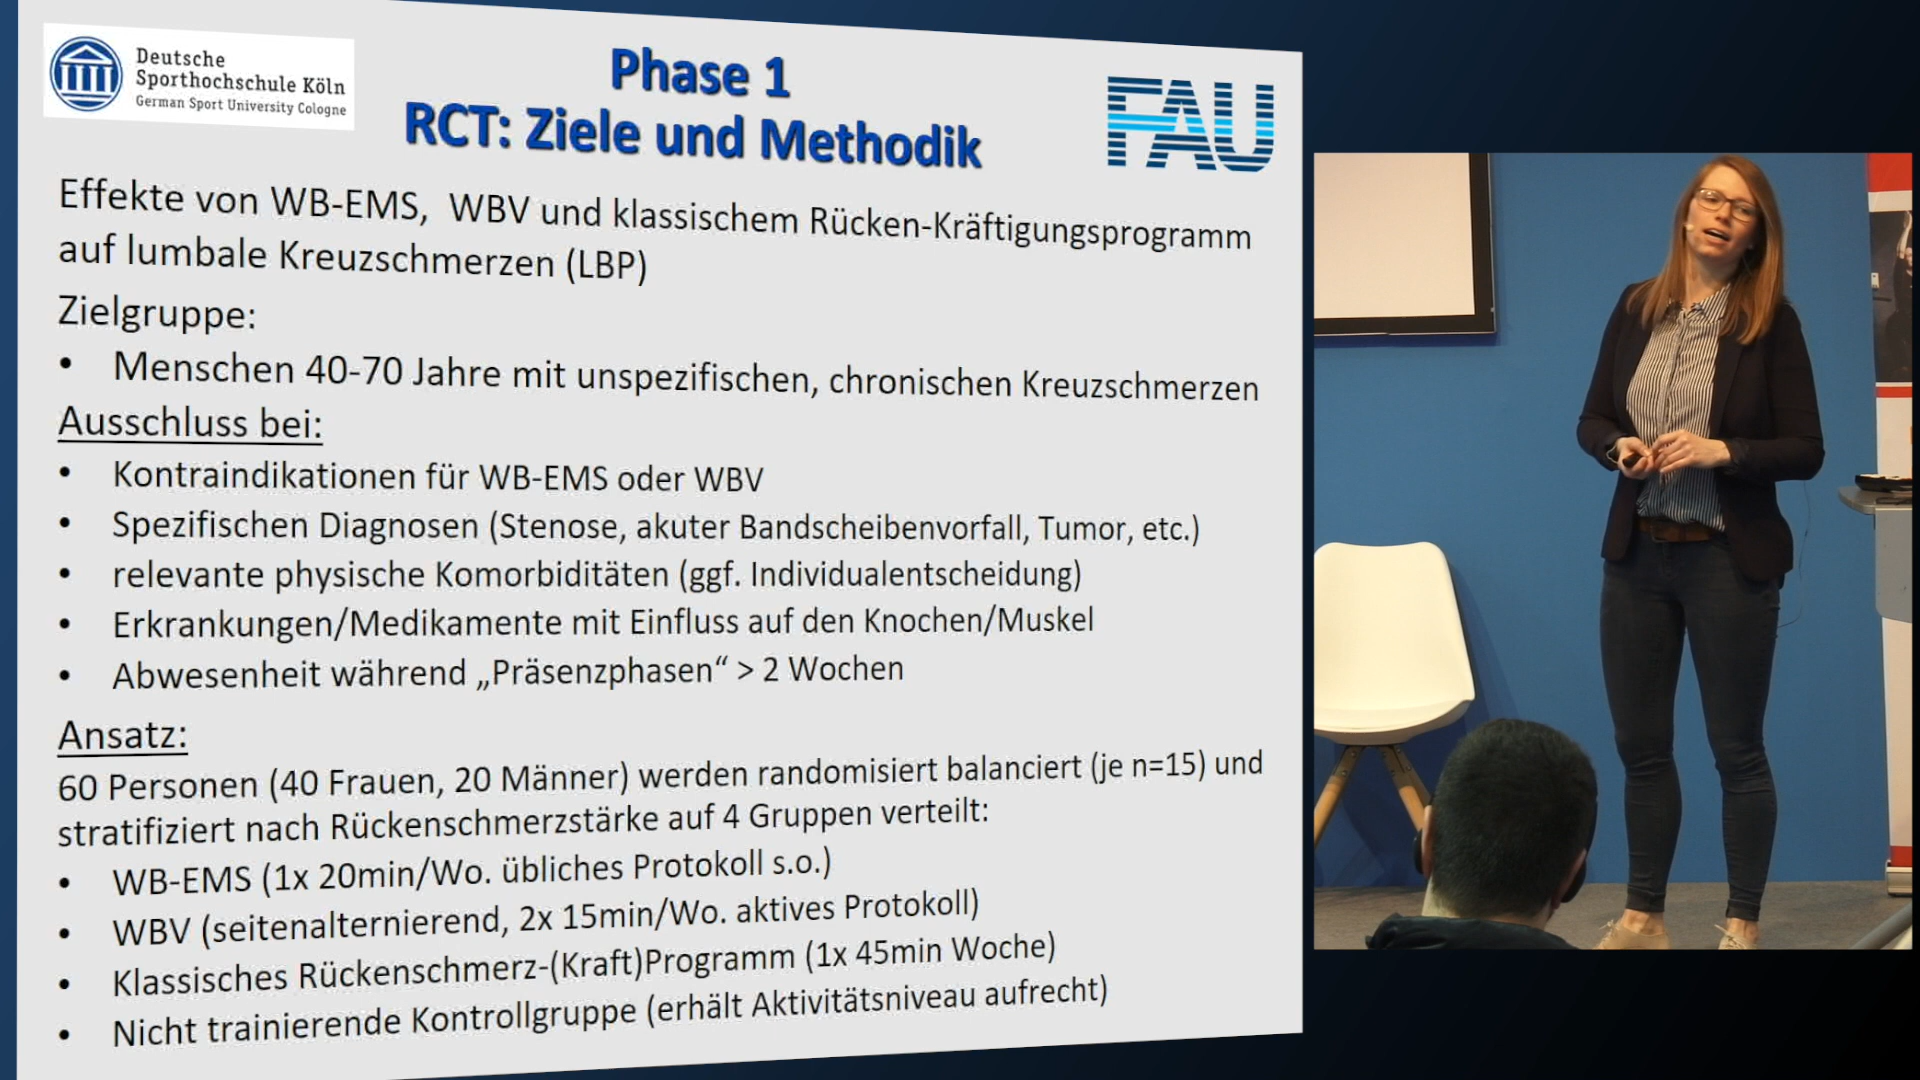 Deutsche
Sporthochschule Köln
German Sport University Cologne
Phase 1
RCT: Ziele und Methodik
FAU
Effekte von WB-EMS, WBV und klassischem Rücken-Kräftigungsprogramm
auf lumbale Kreuzschmerzen (LBP)
Zielgruppe:
• Menschen 40-70 Jahre mit unspezifischen, chronischen Kreuzschmerzen
Ausschluss bei:
• Kontraindikationen für WB-EMS oder WBV
• Spezifischen Diagnosen (Stenose, akuter Bandscheibenvorfall, Tumor, etc.)
• relevante physische Komorbiditäten (ggf. Individualentscheidung)
• Erkrankungen/Medikamente mit Einfluss auf den Knochen/Muskel
• Abwesenheit während „Präsenzphasen“ > 2 Wochen
Ansatz:
60 Personen (40 Frauen, 20 Männer) werden randomisiert balanciert (je n=15) und
stratifiziert nach Rückenschmerzstärke auf 4 Gruppen verteilt:
• WB-EMS (1x 20min/Wo. übliches Protokoll s.o.)
• WBV (seitenalternierend, 2x 15min/Wo. aktives Protokoll)
• Klassisches Rückenschmerz-(Kraft)Programm (1x 45min Woche)
• Nicht trainierende Kontrollgruppe (erhält Aktivitätsniveau aufrecht)